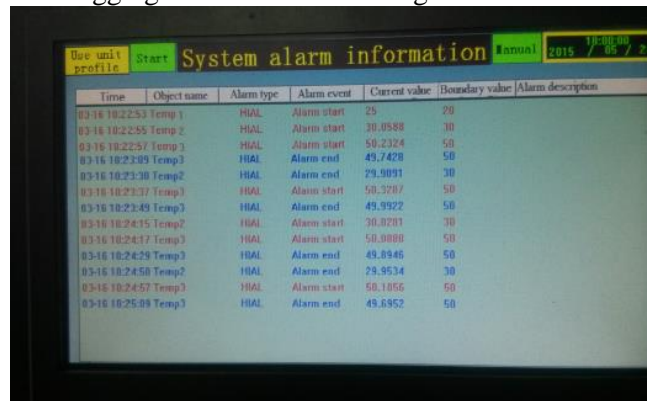 Use unit profile Start System alarm information Manual 2015 / 05 / 2
Time Object name Alarm type Alarm event Current value Boundary value Alarm description
03-16 10:22:53 Temp 1 HIAL Alarm start 25 20
03-16 10:22:55 Temp 2 HIAL Alarm start 30.0588 30
03-16 10:22:57 Temp 3 HIAL Alarm start 50.2324 50
03-16 10:23:09 Temp3 HIAL Alarm end 49.7428 50
03-16 10:23:30 Temp2 HIAL Alarm end 29.9091 30
03-16 10:23:37 Temp3 HIAL Alarm start 50.3207 50
03-16 10:23:49 Temp3 HIAL Alarm end 49.9922 50
03-16 10:24:15 Temp2 HIAL Alarm start 30.0281 30
03-16 10:24:17 Temp3 HIAL Alarm start 50.0880 50
03-16 10:24:29 Temp3 HIAL Alarm end 49.8946 50
03-16 10:24:50 Temp2 HIAL Alarm end 29.9534 30
03-16 10:24:57 Temp3 HIAL Alarm start 50.1856 50
03-16 10:25:09 Temp3 HIAL Alarm end 49.6952 50